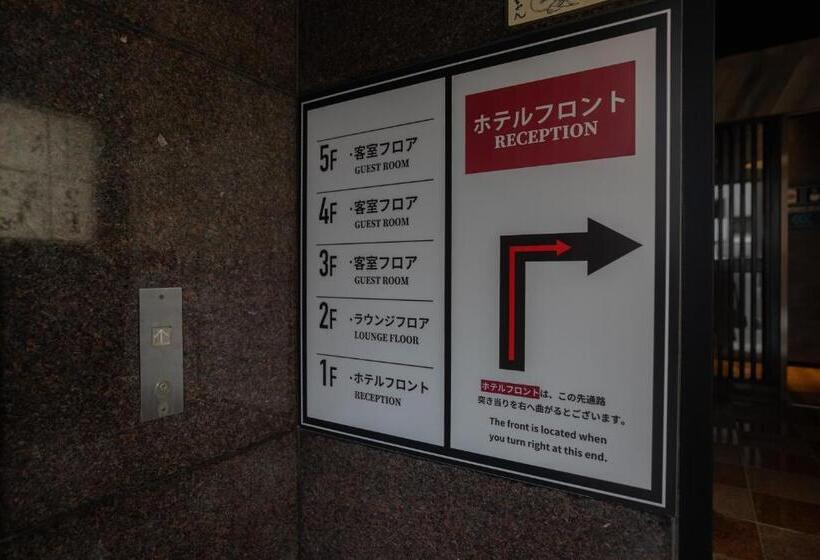 5F ・客室フロア
GUEST ROOM
4F ・客室フロア
GUEST ROOM
3F ・客室フロア
GUEST ROOM
2F ・ラウンジフロア
LOUNGE FLOOR
1F ・ホテルフロント
RECEPTION
ホテルフロント
RECEPTION
ホテルフロントは、この先通路
突き当りを右へ曲がるとございます。
The front is located when
you turn right at this end.